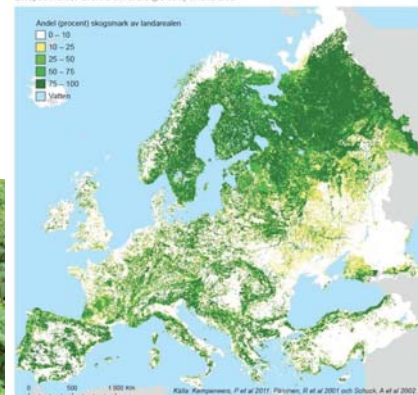 Andel (procent) skogsmark av landarealen
0 – 10
10 – 25
25 – 50
50 – 75
75 – 100
Vatten
0 500 1 000 Km
Källa: Kempeneers, P et al 2011. Päivinen, R et al 2001 och Schuck, A et al 2002.